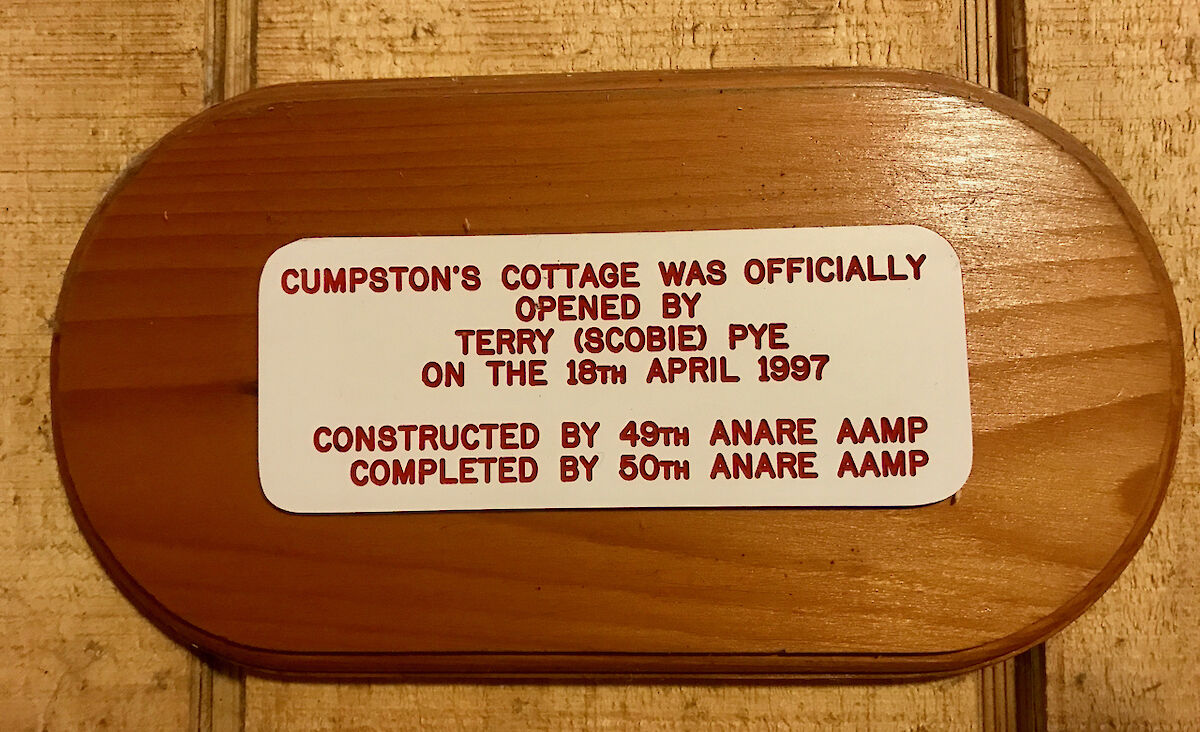 CUMPSTON'S COTTAGE WAS OFFICIALLY
OPENED BY
TERRY (SCOBIE) PYE
ON THE 18TH APRIL 1997
CONSTRUCTED BY 49TH ANARE AAMP
COMPLETED BY 50TH ANARE AAMP